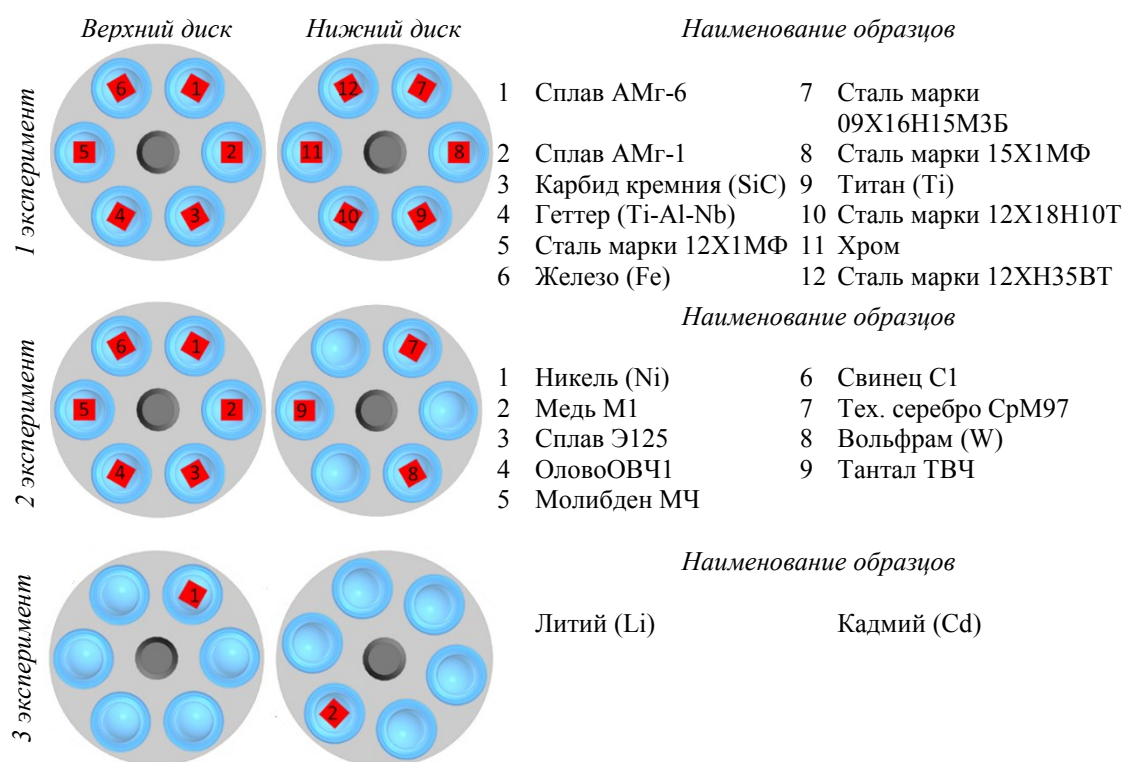 Верхний диск Нижний диск Наименование образцов
1 эксперимент
6 1 12 7
5 2 11 8
4 3 10 9
1 Сплав АМг-6 7 Сталь марки
09Х16Н15М3Б
2 Сплав АМг-1 8 Сталь марки 15Х1МФ
3 Карбид кремния (SiC) 9 Титан (Ti)
4 Геттер (Ti-Al-Nb) 10 Сталь марки 12Х18Н10Т
5 Сталь марки 12Х1МФ 11 Хром
6 Железо (Fe) 12 Сталь марки 12ХН35ВТ
Наименование образцов
2 эксперимент
6 1 7
5 2 9
4 3 8
1 Никель (Ni) 6 Свинец С1
2 Медь М1 7 Тех. серебро СрМ97
3 Сплав Э125 8 Вольфрам (W)
4 ОловоОВЧ1 9 Тантал ТВЧ
5 Молибден МЧ
Наименование образцов
3 эксперимент
1
2
Литий (Li) Кадмий (Cd)